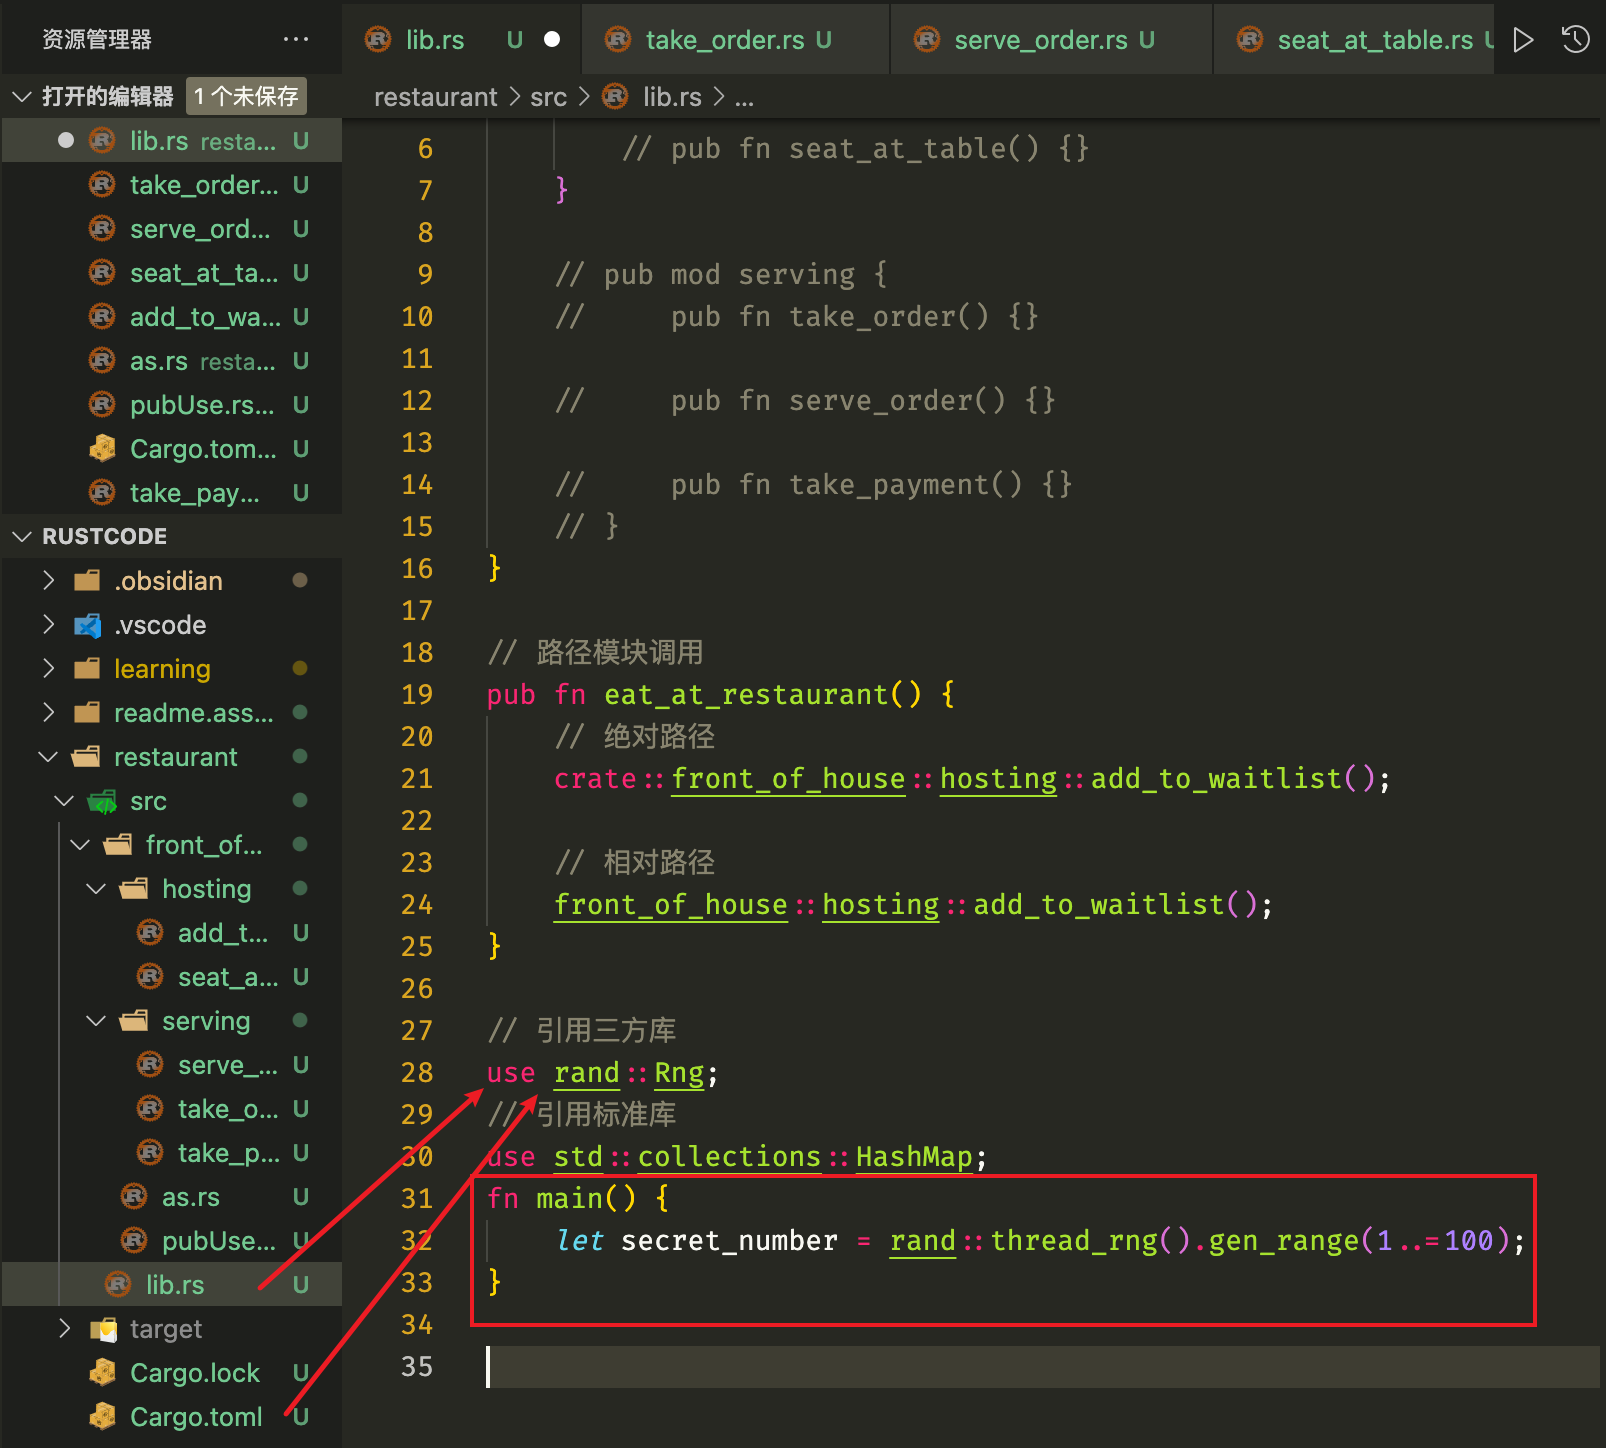 资源管理器 ···
打开的编辑器 1 个未保存
lib.rs resta... U
take_order... U
serve_ord... U
seat_at_ta... U
add_to_wa... U
as.rs resta... U
pubUse.rs... U
Cargo.tom... U
take_pay... U
RUSTCODE
.obsidian
.vscode
learning
readme.ass...
restaurant
src
front_of...
hosting
add_t... U
seat_a... U
serving
serve_... U
take_o... U
take_p... U
as.rs U
pubUse... U
lib.rs U
target
Cargo.lock U
Cargo.toml U
lib.rs U take_order.rs U serve_order.rs U seat_at_table.rs U
restaurant > src > lib.rs > ...
6 // pub fn seat_at_table() {}
7 }
8
9 // pub mod serving {
10 //     pub fn take_order() {}
11
12 //     pub fn serve_order() {}
13
14 //     pub fn take_payment() {}
15 // }
16 }
17
18 // 路径模块调用
19 pub fn eat_at_restaurant() {
20 // 绝对路径
21 crate::front_of_house::hosting::add_to_waitlist();
22
23 // 相对路径
24 front_of_house::hosting::add_to_waitlist();
25 }
26
27 // 引用三方库
28 use rand::Rng;
29 // 引用标准库
30 use std::collections::HashMap;
31 fn main() {
32 let secret_number = rand::thread_rng().gen_range(1..=100);
33 }
34
35